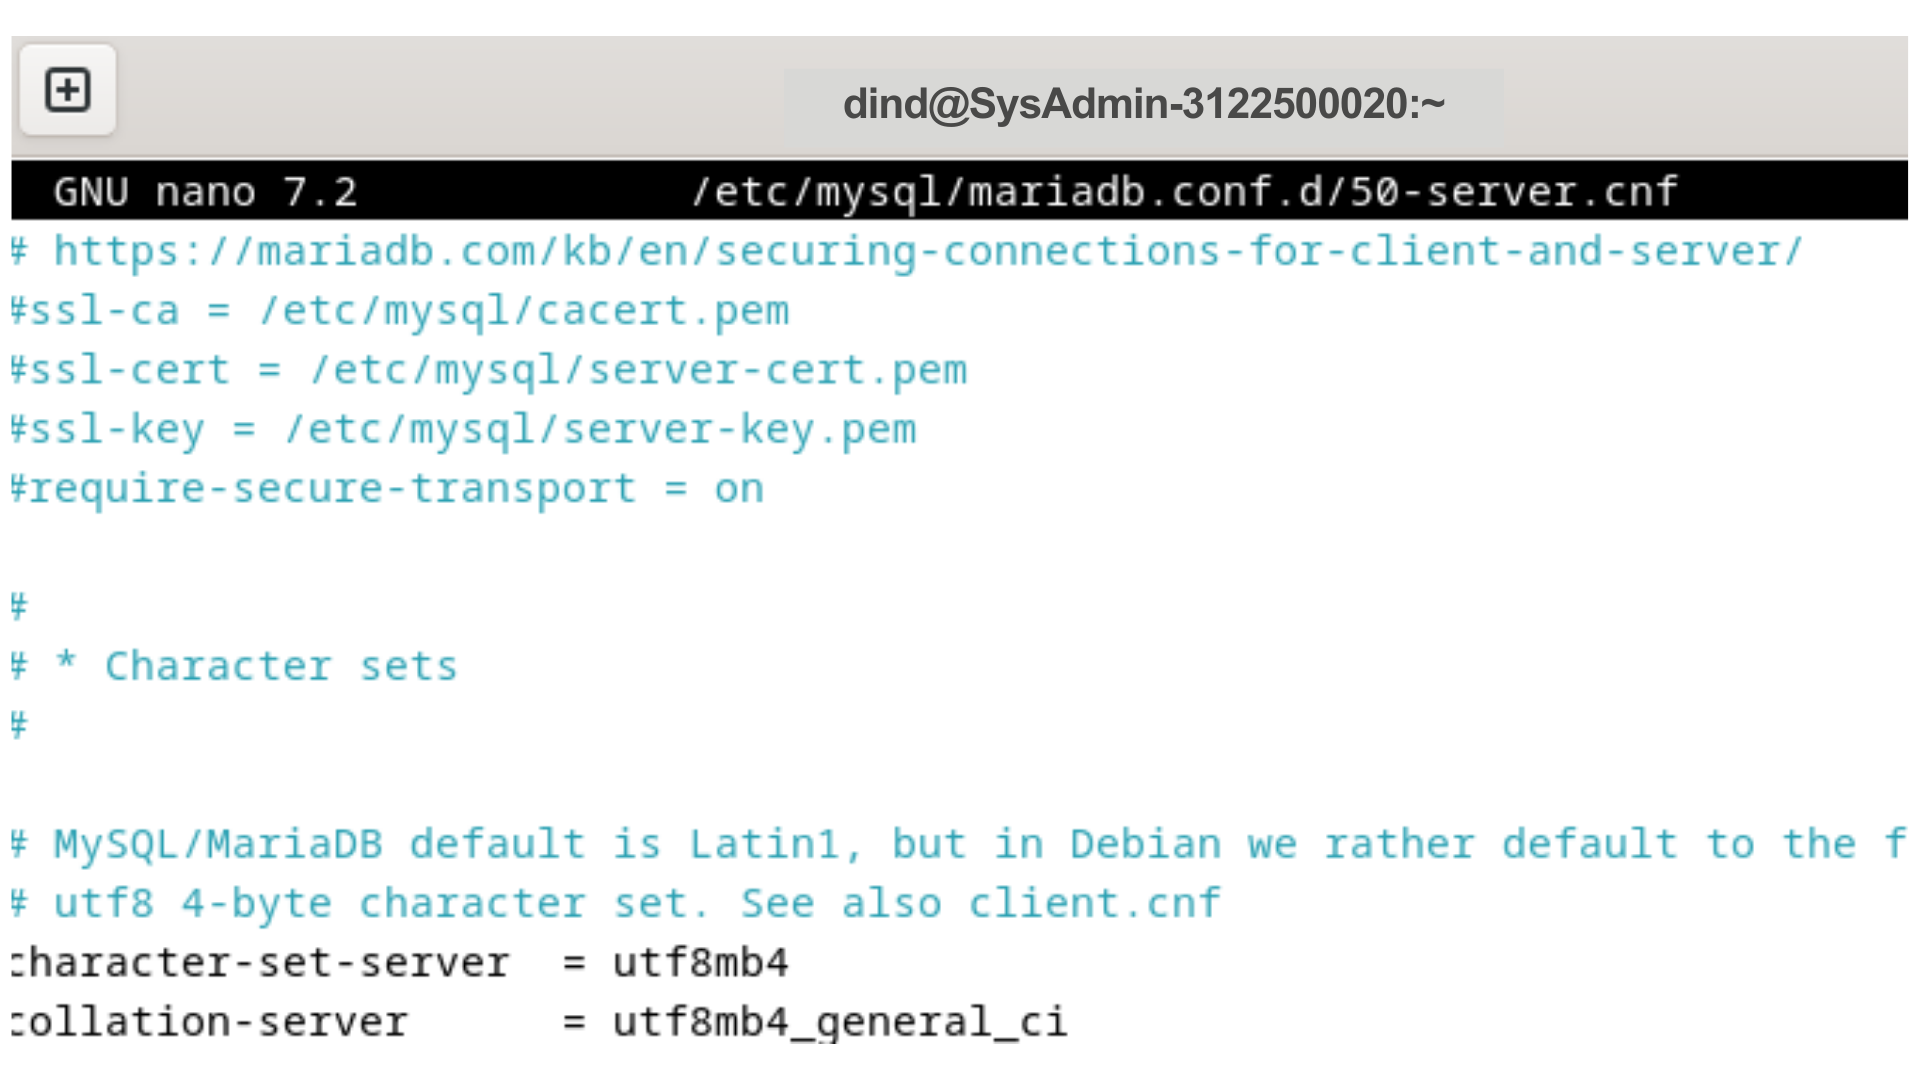 dind@SysAdmin-3122500020:~
GNU nano 7.2 /etc/mysql/mariadb.conf.d/50-server.cnf
# https://mariadb.com/kb/en/securing-connections-for-client-and-server/
#ssl-ca = /etc/mysql/cacert.pem
#ssl-cert = /etc/mysql/server-cert.pem
#ssl-key = /etc/mysql/server-key.pem
#require-secure-transport = on
#
# * Character sets
#
# MySQL/MariaDB default is Latin1, but in Debian we rather default to the f
# utf8 4-byte character set. See also client.cnf
character-set-server = utf8mb4
collation-server = utf8mb4_general_ci